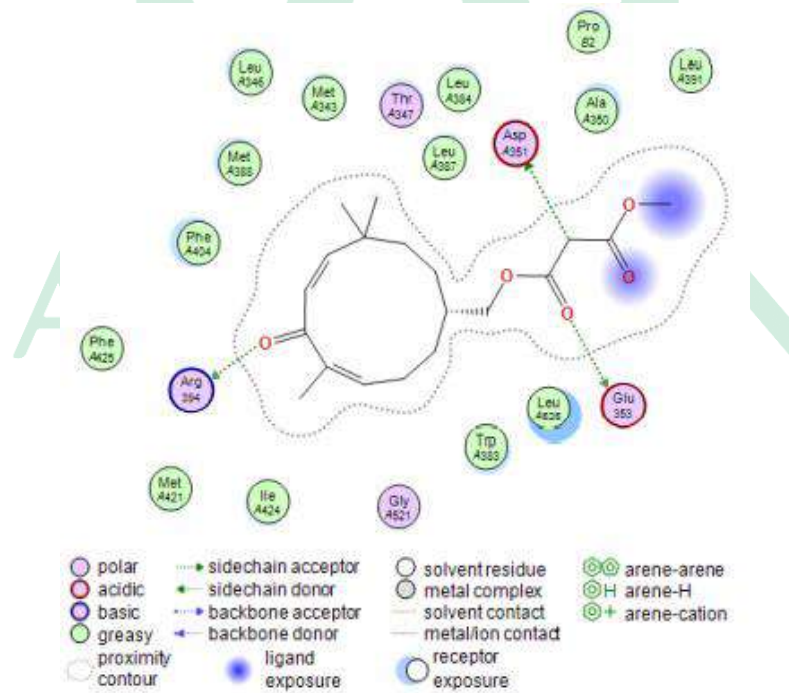 Pro
B2
Leu
A391
Leu
A346
Met
A343
Thr
A347
Leu
A384
Ala
A350
Met
A388
Leu
A387
Asp
A351
Phe
A404
O
O
O
O
O
Phe
A425
Arg
394
Leu
Glu
353
Trp
A383
Met
A421
Ile
A424
Gly
A521
polar
sidechain acceptor
solvent residue
arene-arene
acidic
sidechain donor
metal complex
H arene-H
basic
backbone acceptor
solvent contact
+ arene-cation
greasy
backbone donor
metal/ion contact
proximity
contour
ligand
exposure
receptor
exposure